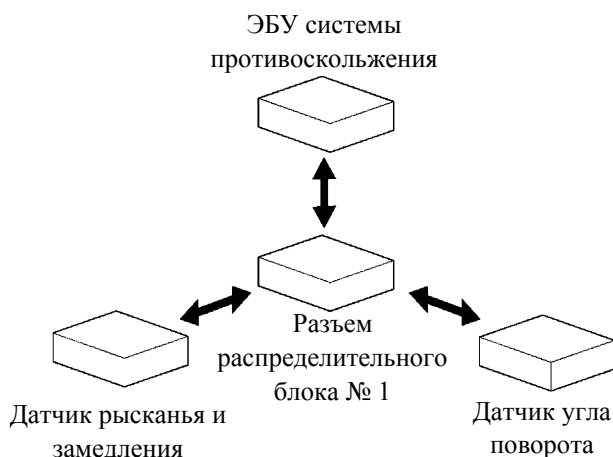 ЭБУ системы
противоскольжения
Разъем
распределительного
блока № 1
Датчик рысканья и
замедления
Датчик угла
поворота